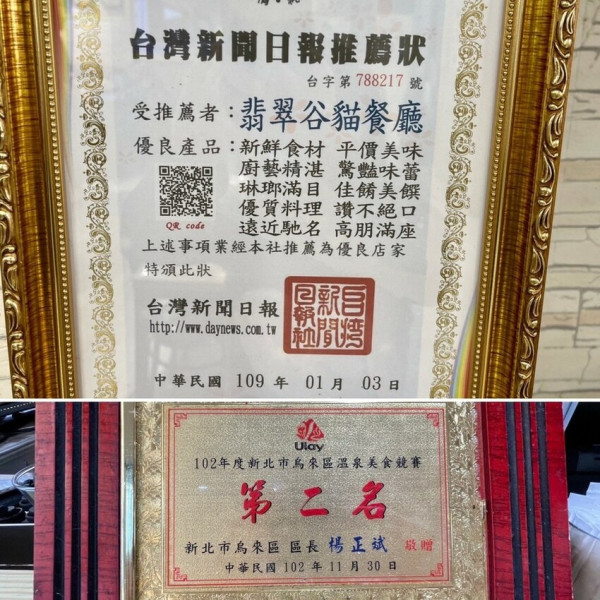 台灣新聞日報推薦狀
台字第 788217 號
受推薦者：翡翠谷貓餐廳
優良產品：新鮮食材 平價美味
廚藝精湛 驚豔味蕾
琳瑯滿目 佳餚美饌
優質料理 讚不絕口
遠近馳名 高朋滿座
QR code
上述事項業經本社推薦為優良店家
特頒此狀
台灣新聞日報
http://www.daynews.com.tw
台灣新聞日報社
中華民國 109 年 01 月 03 日
Ulay
102年度新北市烏來區溫泉美食競賽
第二名
新北市烏來區 區長 楊正斌 敬贈
中華民國 102 年 11 月 30 日